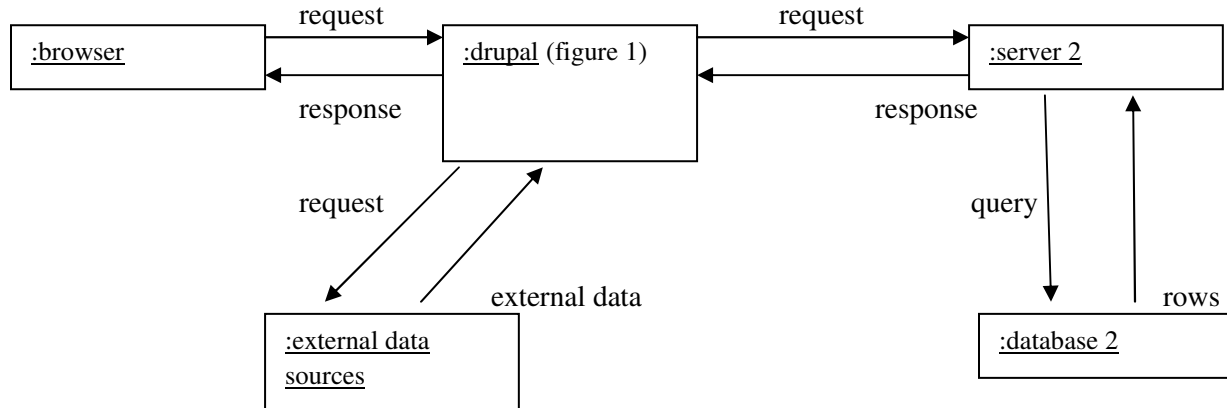 request
request
:browser
:drupal (figure 1)
:server 2
response
response
request
query
external data
rows
:external data
sources
:database 2